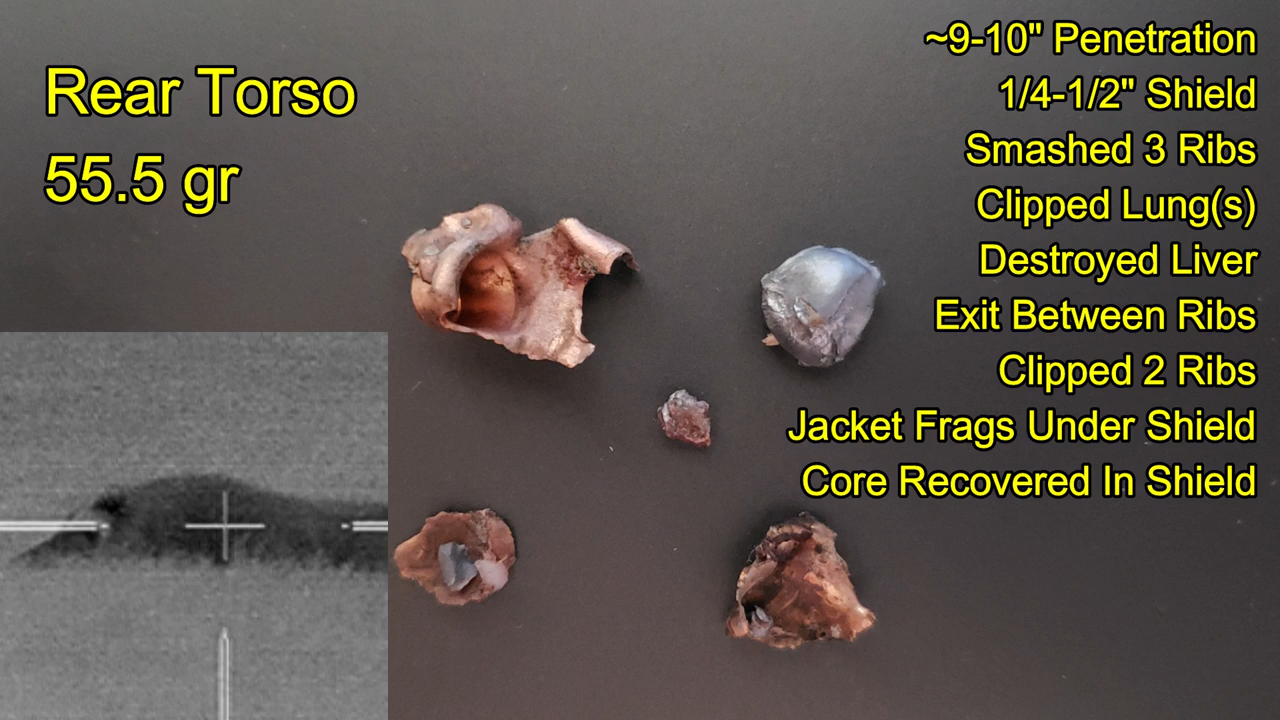 Rear Torso
55.5 gr
~9-10" Penetration
1/4-1/2" Shield
Smashed 3 Ribs
Clipped Lung(s)
Destroyed Liver
Exit Between Ribs
Clipped 2 Ribs
Jacket Frags Under Shield
Core Recovered In Shield